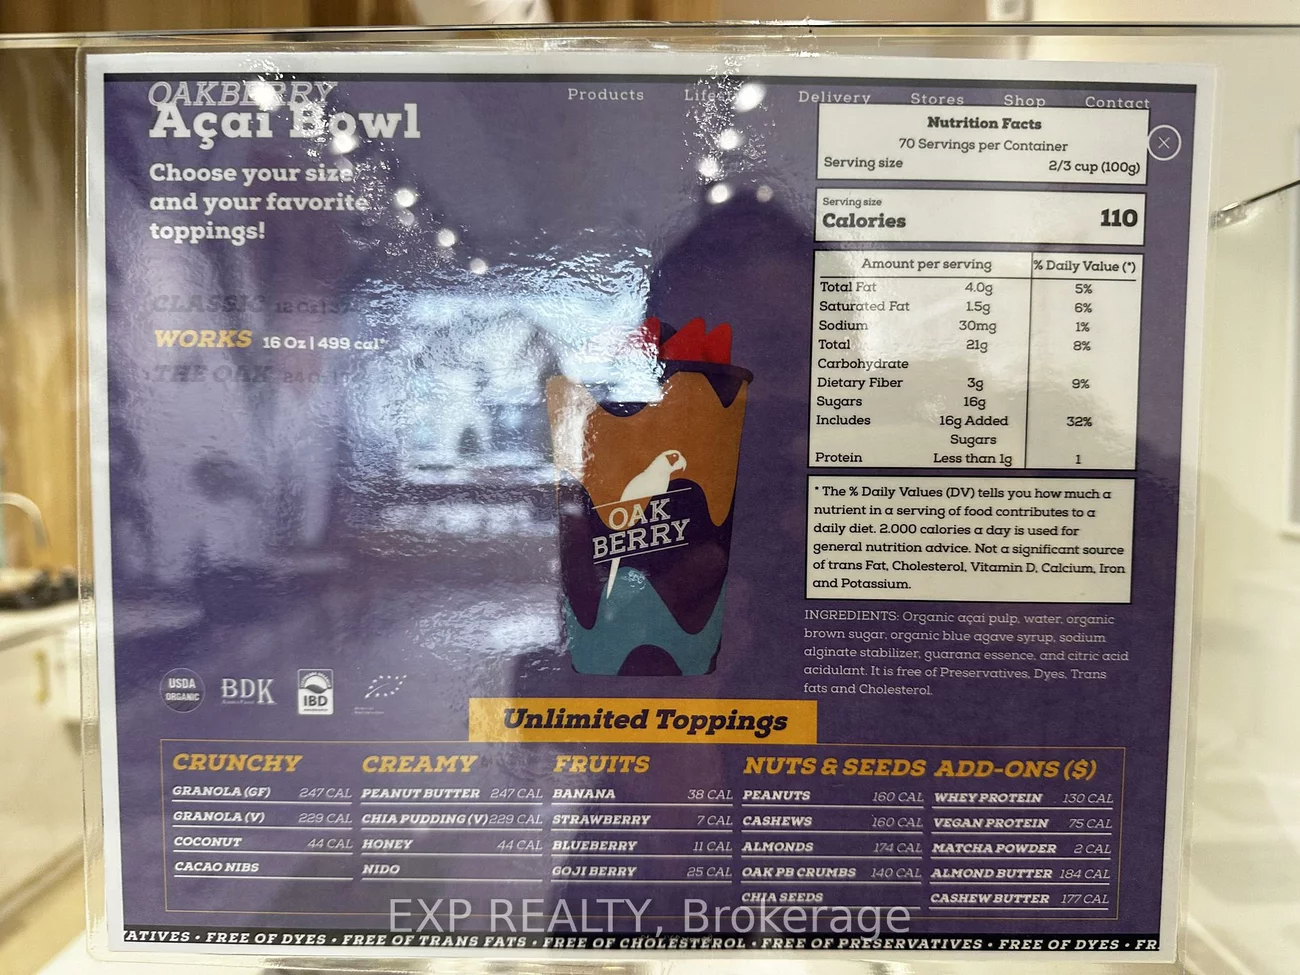 OAKBERRY
Products Delivery Stores Shop Contact
Açaí Bowl
Choose your size
and your favorite
toppings!
CLASSIC 12 Oz |
WORKS 16 Oz | 499 cal*
THE OAK 24 Oz |
Nutrition Facts
70 Servings per Container
Serving size 2/3 cup (100g)
Serving size
Calories 110
Amount per serving % Daily Value (*)
Total Fat 4.0g 5%
Saturated Fat 1.5g 6%
Sodium 30mg 1%
Total 21g 8%
Carbohydrate
Dietary Fiber 3g 9%
Sugars 16g
Includes 16g Added 32%
Sugars
Protein Less than 1g 1
* The % Daily Values (DV) tells you how much a
nutrient in a serving of food contributes to a
daily diet. 2.000 calories a day is used for
general nutrition advice. Not a significant source
of trans Fat, Cholesterol, Vitamin D, Calcium, Iron
and Potassium.
INGREDIENTS: Organic açai pulp, water, organic
brown sugar, organic blue agave syrup, sodium
alginate stabilizer, guarana essence, and citric acid
acidulant. It is free of Preservatives, Dyes, Trans
fats and Cholesterol.
OAK
BERRY
USDA
ORGANIC
BDK
IBD
Unlimited Toppings
CRUNCHY CREAMY FRUITS NUTS & SEEDS ADD-ONS ($)
GRANOLA (GF) 247 CAL PEANUT BUTTER 247 CAL BANANA 38 CAL PEANUTS 160 CAL WHEY PROTEIN 130 CAL
GRANOLA (V) 229 CAL CHIA PUDDING (V) 229 CAL STRAWBERRY 7 CAL CASHEWS 160 CAL VEGAN PROTEIN 75 CAL
COCONUT 44 CAL HONEY 44 CAL BLUEBERRY 11 CAL ALMONDS 174 CAL MATCHA POWDER 2 CAL
CACAO NIBS NIDO GOJI BERRY 25 CAL OAK PB CRUMBS 140 CAL ALMOND BUTTER 184 CAL
CHIA SEEDS CASHEW BUTTER 177 CAL
EXP REALTY, Brokerage
VATIVES • FREE OF DYES • FREE OF TRANS FATS • FREE OF CHOLESTEROL • FREE OF PRESERVATIVES • FREE OF DYES • FR